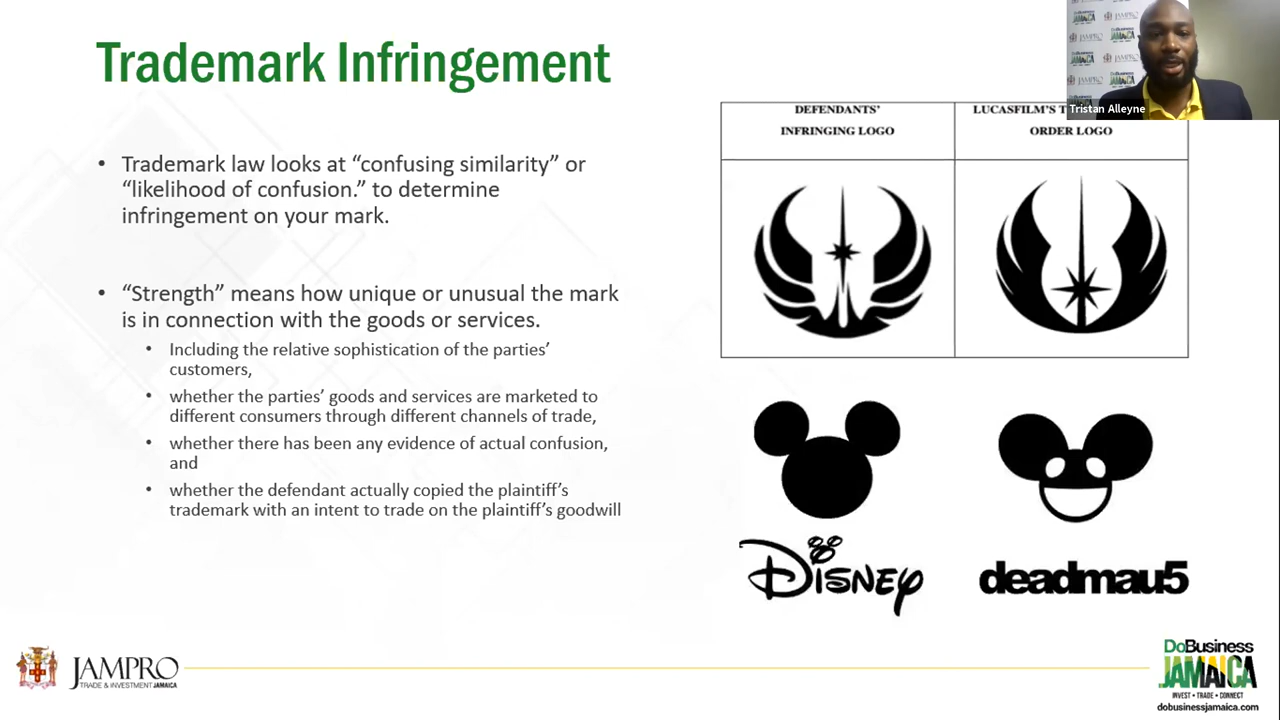 Trademark Infringement
• Trademark law looks at “confusing similarity” or
“likelihood of confusion.” to determine
infringement on your mark.
• “Strength” means how unique or unusual the mark
is in connection with the goods or services.
• Including the relative sophistication of the parties’
customers,
• whether the parties’ goods and services are marketed to
different consumers through different channels of trade,
• whether there has been any evidence of actual confusion,
and
• whether the defendant actually copied the plaintiff’s
trademark with an intent to trade on the plaintiff’s goodwill
DEFENDANTS’
INFRINGING LOGO
LUCASFILM’S
ORDER LOGO
DISNEY
deadmau5
Tristan Alleyne
JAMPRO
TRADE & INVESTMENT JAMAICA
DoBusiness
JAMAICA
INVEST • TRADE • CONNECT
dobusinessjamaica.com